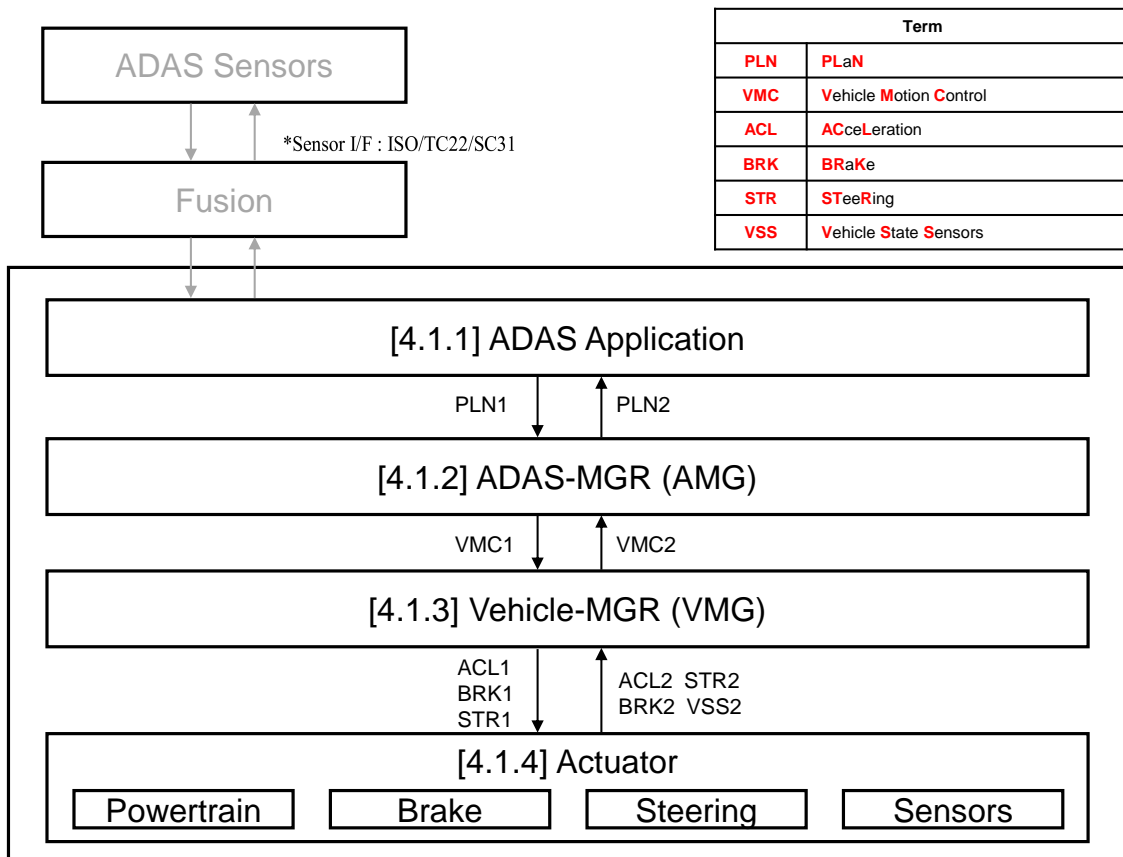 ADAS Sensors
*Sensor I/F : ISO/TC22/SC31
Fusion
Term
PLN PLaN
VMC Vehicle Motion Control
ACL ACceLeration
BRK BRaKe
STR STeeRing
VSS Vehicle State Sensors
[4.1.1] ADAS Application
PLN1 PLN2
[4.1.2] ADAS-MGR (AMG)
VMC1 VMC2
[4.1.3] Vehicle-MGR (VMG)
ACL1
BRK1
STR1
ACL2 STR2
BRK2 VSS2
[4.1.4] Actuator
Powertrain Brake Steering Sensors